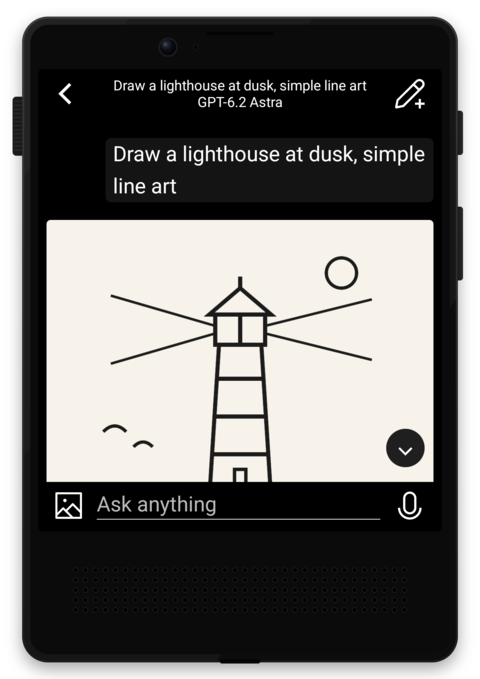 Draw a lighthouse at dusk, simple line art
GPT-6.2 Astra
Draw a lighthouse at dusk, simple
line art
Ask anything